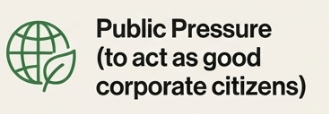 Public Pressure
(to act as good
corporate citizens)